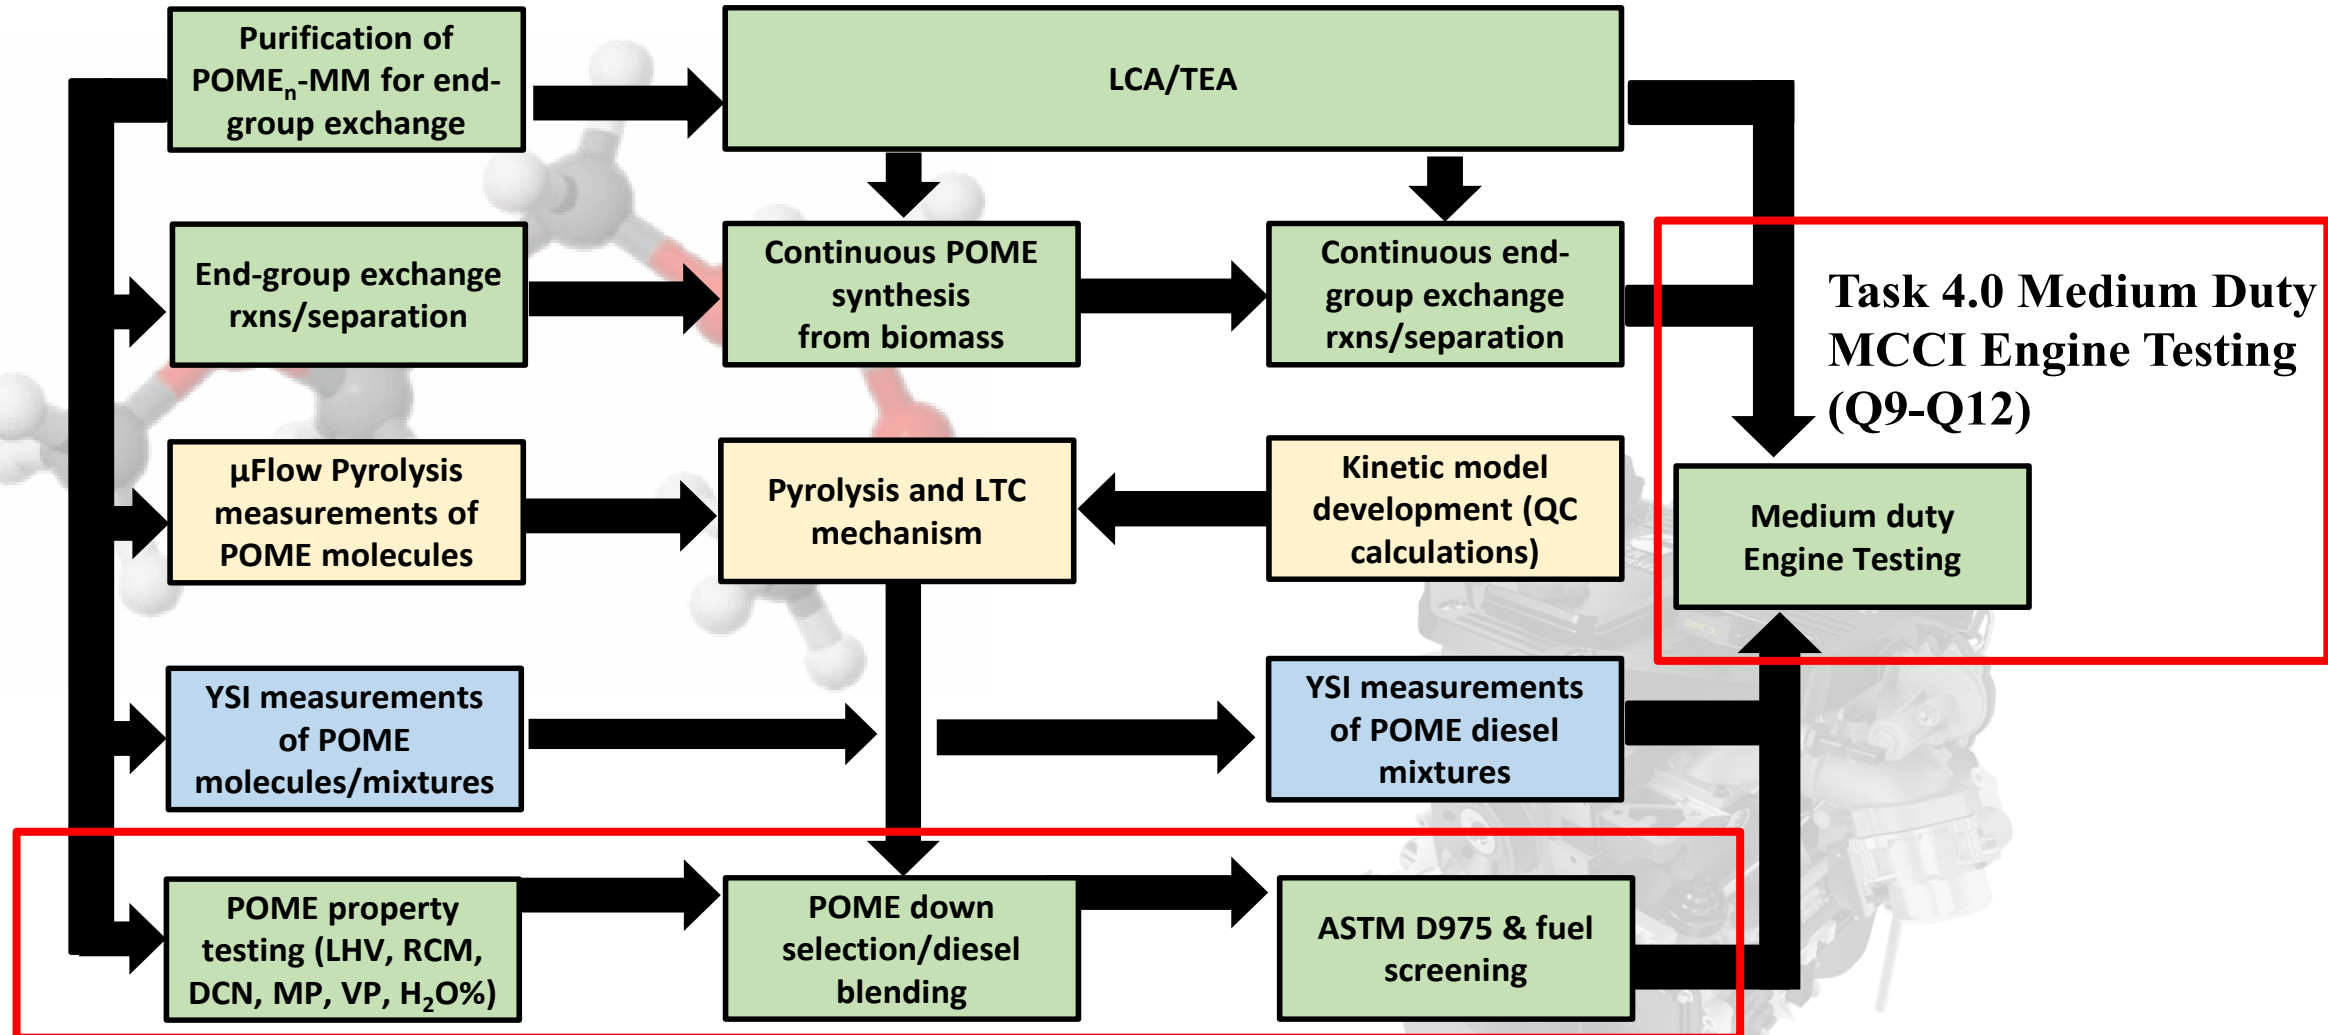 Purification of
POMEₙ-MM for end-
group exchange
LCA/TEA
End-group exchange
rxns/separation
Continuous POME
synthesis
from biomass
Continuous end-
group exchange
rxns/separation
Task 4.0 Medium Duty
MCCI Engine Testing
(Q9-Q12)
µFlow Pyrolysis
measurements of
POME molecules
Pyrolysis and LTC
mechanism
Kinetic model
development (QC
calculations)
Medium duty
Engine Testing
YSI measurements
of POME
molecules/mixtures
YSI measurements
of POME diesel
mixtures
POME property
testing (LHV, RCM,
DCN, MP, VP, H₂O%)
POME down
selection/diesel
blending
ASTM D975 & fuel
screening